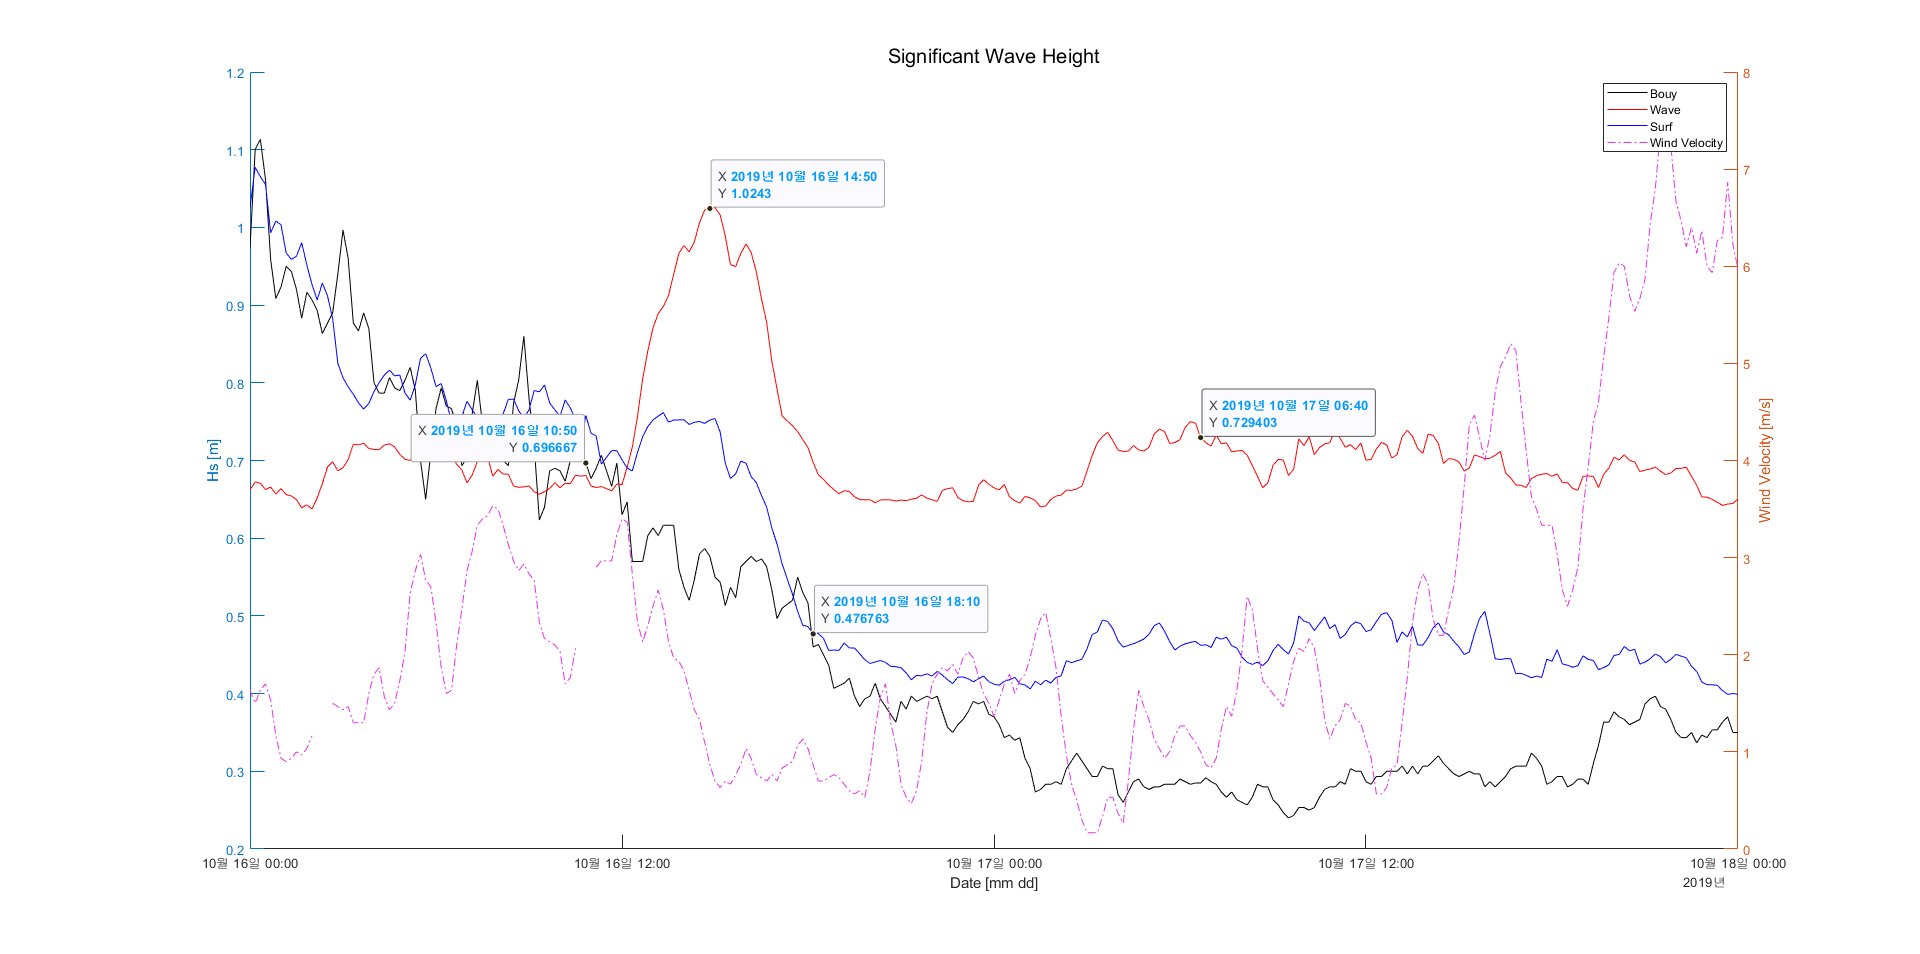 Significant Wave Height
1.2
1.1
1
0.9
0.8
0.7
0.6
0.5
0.4
0.3
0.2
Hs [m]
8
7
6
5
4
3
2
1
0
Wind Velocity [m/s]
Bouy
Wave
Surf
Wind Velocity
X 2019년 10월 16일 14:50
Y 1.0243
X 2019년 10월 16일 10:50
Y 0.696667
X 2019년 10월 17일 06:40
Y 0.729403
X 2019년 10월 16일 18:10
Y 0.476763
10월 16일 00:00
10월 16일 12:00
10월 17일 00:00
10월 17일 12:00
10월 18일 00:00
Date [mm dd]
2019년